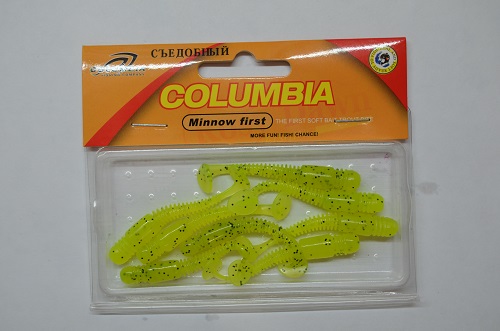 СЪЕДОБНЫЙ
COLUMBIA
Minnow first
THE FIRST SOFT BAIT
MORE FUN! FISH! CHANCE!